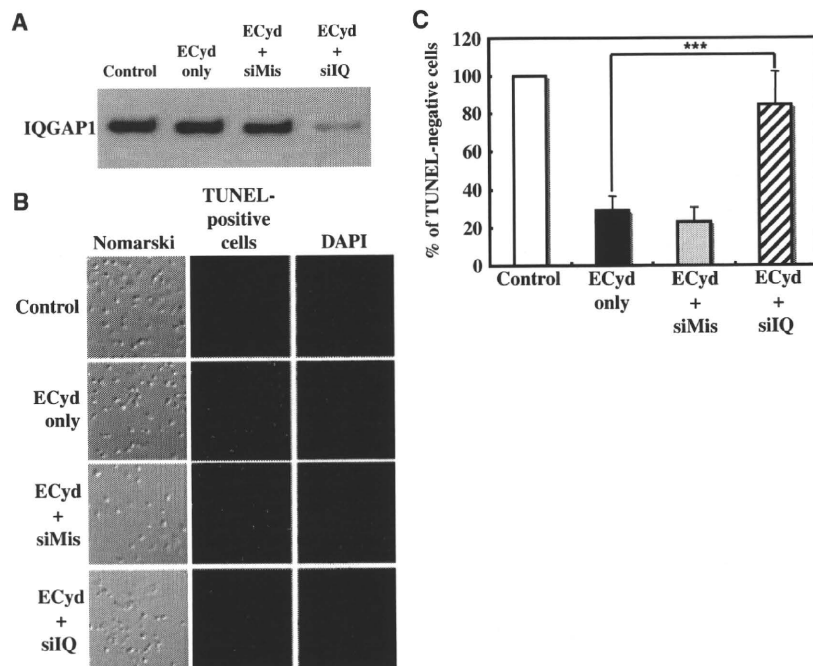 A
Control
ECyd
only
ECyd
+
siMis
ECyd
+
siIQ
IQGAP1
B
Nomarski
TUNEL-
positive
cells
DAPI
Control
ECyd
only
ECyd
+
siMis
ECyd
+
siIQ
C
% of TUNEL-negative cells
120
100
80
60
40
20
0
***
Control
ECyd
only
ECyd
+
siMis
ECyd
+
siIQ